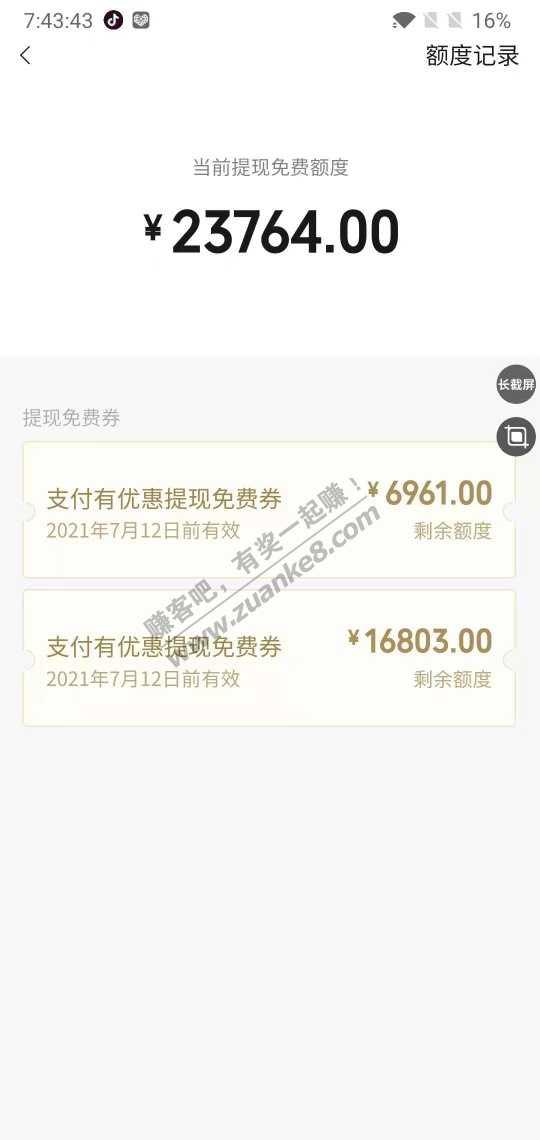 7:43:43
16%
额度记录
当前提现免费额度
¥23764.00
长截屏
提现免费券
支付有优惠提现免费券
¥6961.00
2021年7月12日前有效
剩余额度
支付有优惠提现免费券
¥16803.00
2021年7月12日前有效
剩余额度
赚客吧，有奖一起赚！
www.zuanke8.com